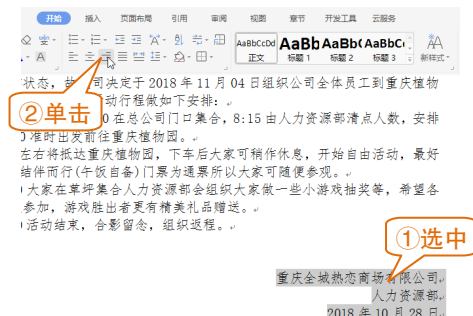 开始 插入 页面布局 引用 审阅 视图 章节 开发工具 云服务
AaBbCcDd AaBb AaBb( AaBbC(
正文 标题 1 标题 2 标题 3 新样式
状态，故 司决定于 2018 年 11 月 04 日组织公司全体员工到重庆植物
动行程做如下安排：
②单击
0 在总公司门口集合，8:15 由人力资源部清点人数，安排
0 准时出发前往重庆植物园。
左右将抵达重庆植物园，下车后大家可稍作休息，开始自由活动，最好
结伴而行(午饭自备)门票为通票所以大家可随便参观。
大家在草坪集合人力资源部会组织大家做一些小游戏抽奖等，希望各
参加，游戏胜出者更有精美礼品赠送。
活动结束，合影留念，组织返程。
①选中
重庆全城热恋商场有限公司
人力资源部
2018 年 10 月 28 日